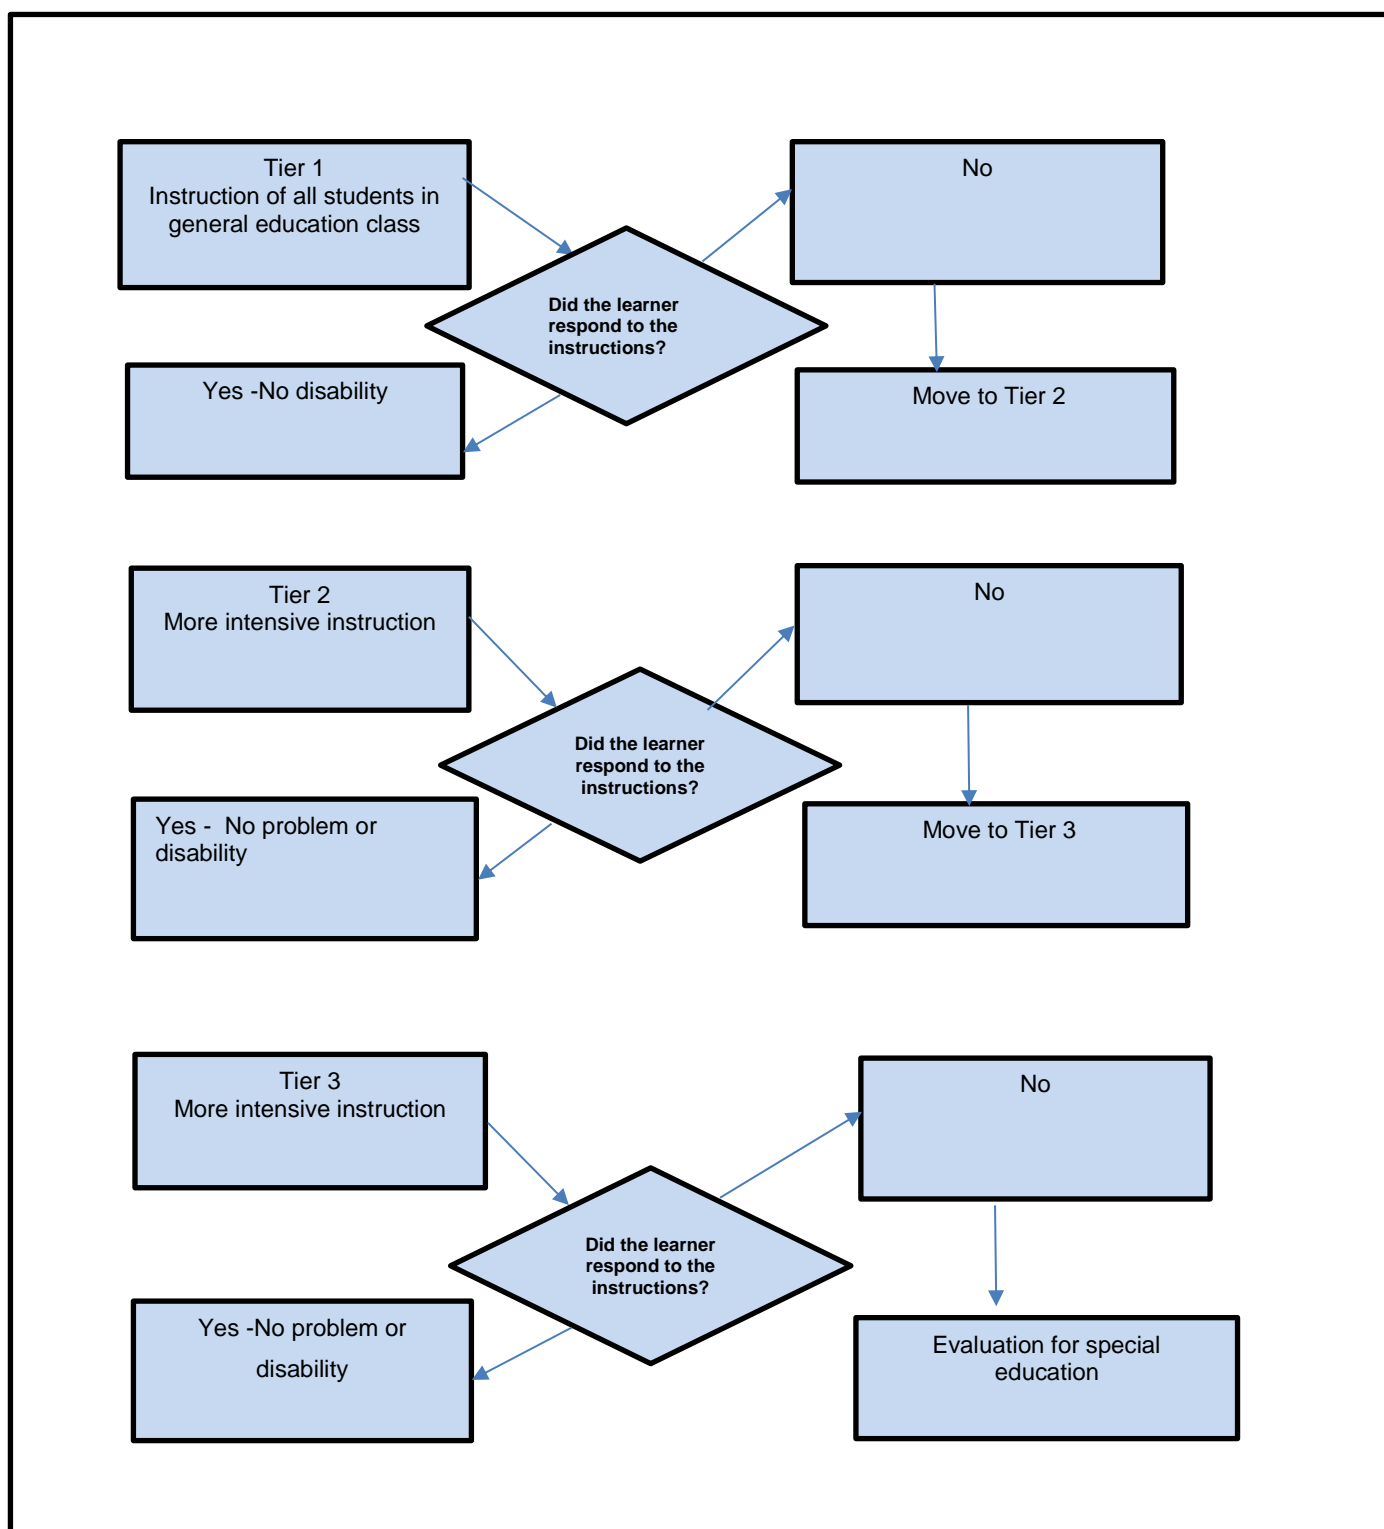 Tier 1
Instruction of all students in
general education class
No
Did the learner
respond to the
instructions?
Yes -No disability
Move to Tier 2
Tier 2
More intensive instruction
No
Did the learner
respond to the
instructions?
Yes -  No problem or
disability
Move to Tier 3
Tier 3
More intensive instruction
No
Did the learner
respond to the
instructions?
Yes -No problem or
disability
Evaluation for special
education